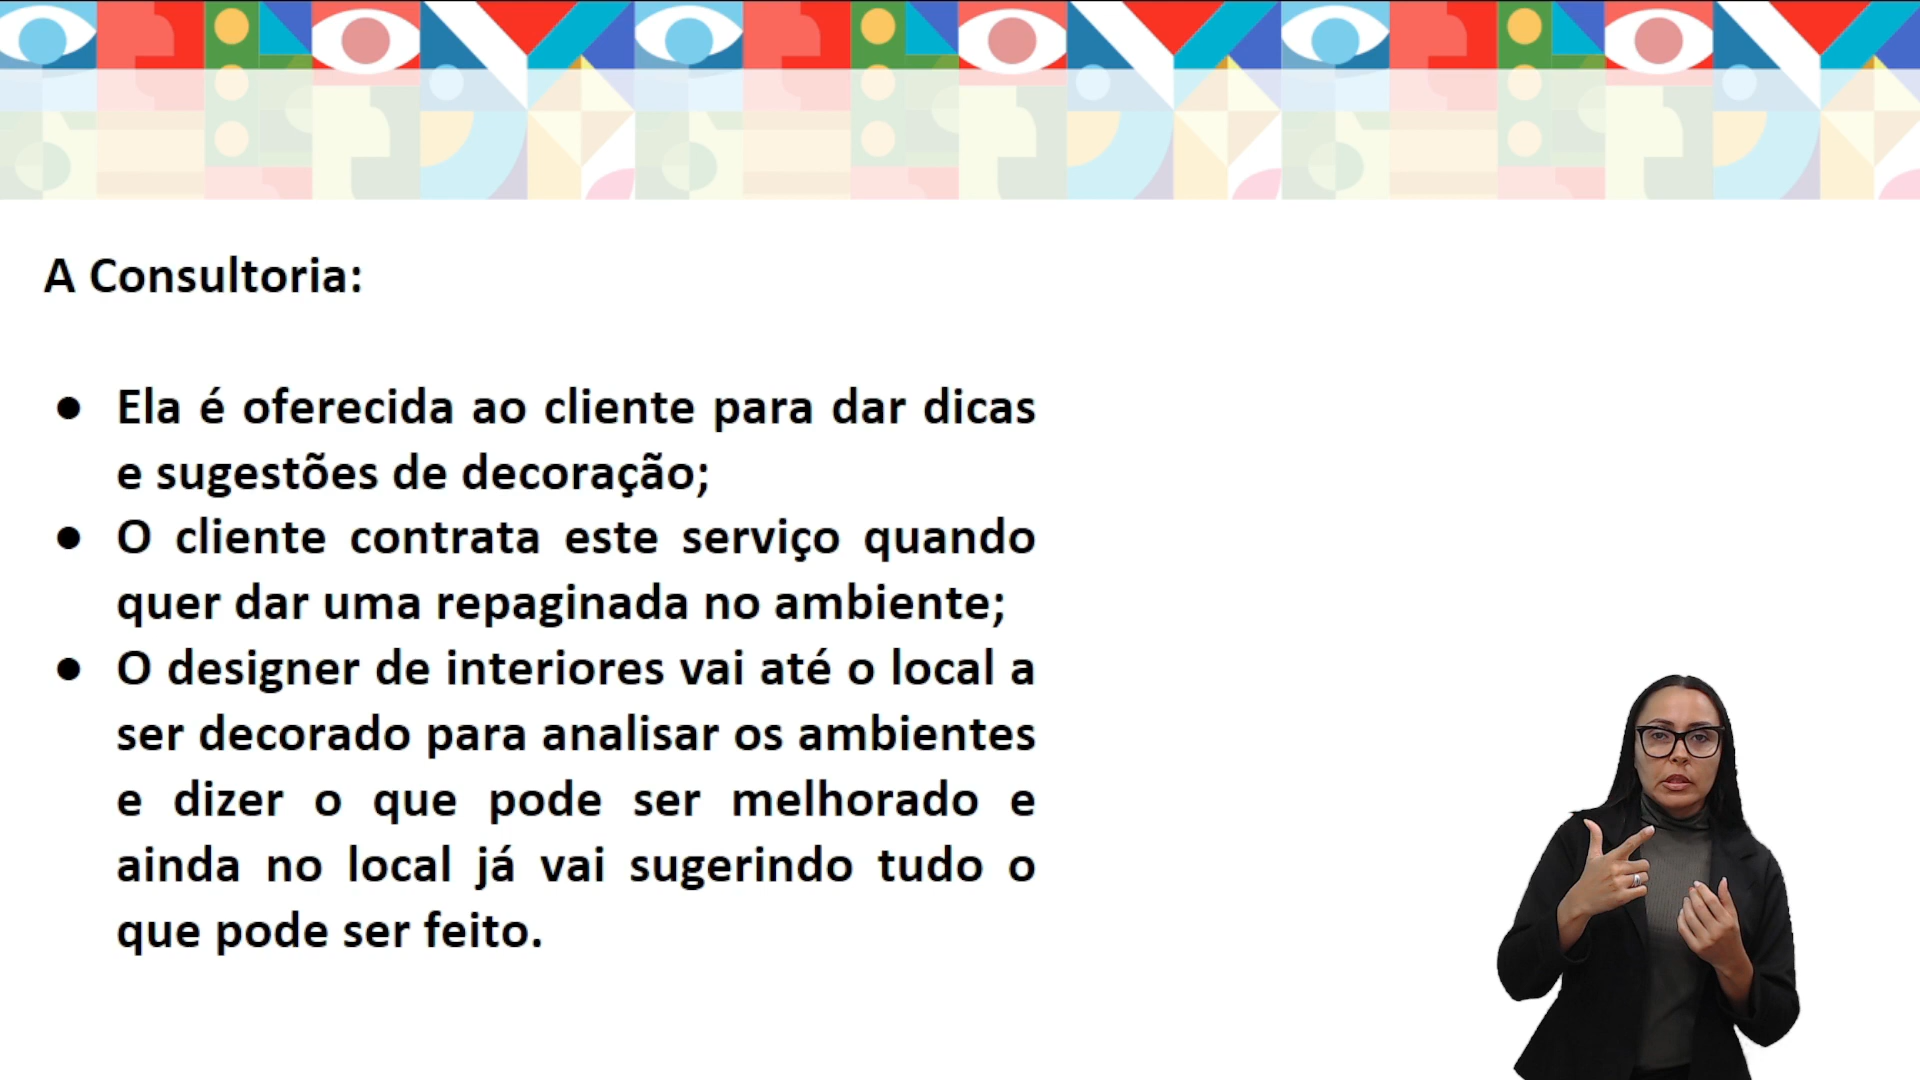 A Consultoria:
● Ela é oferecida ao cliente para dar dicas
e sugestões de decoração;
● O cliente contrata este serviço quando
quer dar uma repaginada no ambiente;
● O designer de interiores vai até o local a
ser decorado para analisar os ambientes
e dizer o que pode ser melhorado e
ainda no local já vai sugerindo tudo o
que pode ser feito.